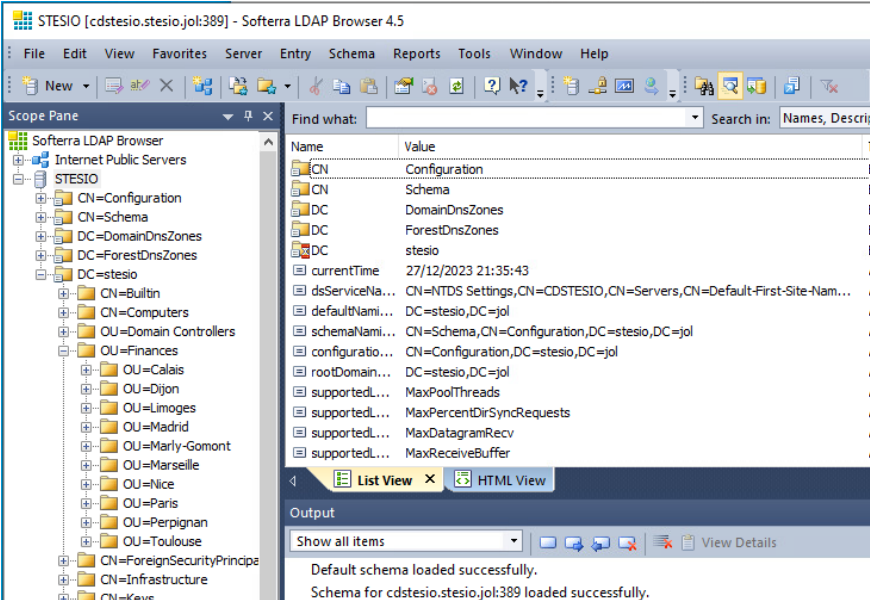 STESIO [cdstesio.stesio.jol:389] - Softerra LDAP Browser 4.5
File Edit View Favorites Server Entry Schema Reports Tools Window Help
New
Scope Pane
Softerra LDAP Browser
Internet Public Servers
STESIO
CN=Configuration
CN=Schema
DC=DomainDnsZones
DC=ForestDnsZones
DC=stesio
CN=Builtin
CN=Computers
OU=Domain Controllers
OU=Finances
OU=Calais
OU=Dijon
OU=Limoges
OU=Madrid
OU=Marly-Gomont
OU=Marseille
OU=Nice
OU=Paris
OU=Perpignan
OU=Toulouse
CN=ForeignSecurityPrincipa
CN=Infrastructure
CN=Keys
Find what: Search in: Names, Descrip
Name Value
CN Configuration
CN Schema
DC DomainDnsZones
DC ForestDnsZones
DC stesio
currentTime 27/12/2023 21:35:43
dsServiceNa... CN=NTDS Settings,CN=CDSTESIO,CN=Servers,CN=Default-First-Site-Nam...
defaultNami... DC=stesio,DC=jol
schemaNami... CN=Schema,CN=Configuration,DC=stesio,DC=jol
configuratio... CN=Configuration,DC=stesio,DC=jol
rootDomain... DC=stesio,DC=jol
supportedL... MaxPoolThreads
supportedL... MaxPercentDirSyncRequests
supportedL... MaxDatagramRecv
supportedL... MaxReceiveBuffer
List View HTML View
Output
Show all items View Details
Default schema loaded successfully.
Schema for cdstesio.stesio.jol:389 loaded successfully.